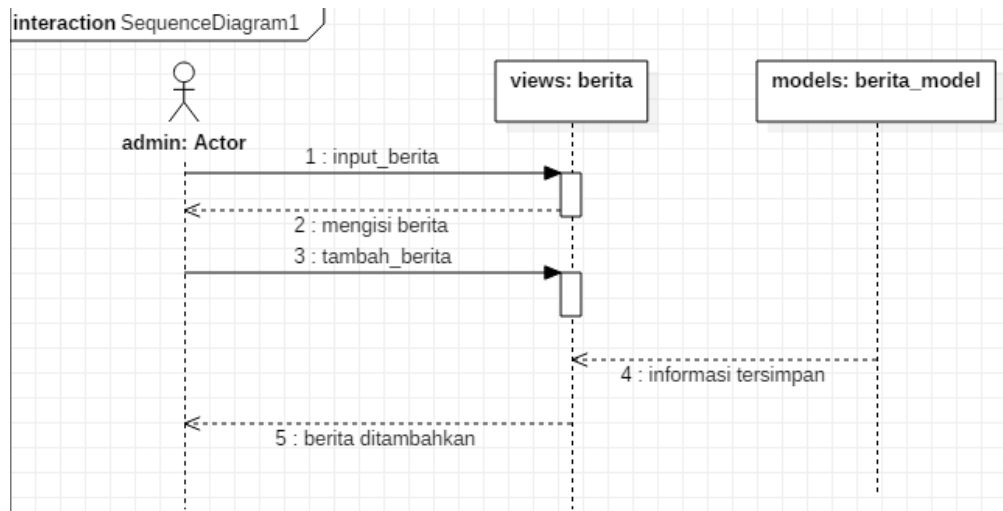 interaction SequenceDiagram1
views: berita
models: berita_model
admin: Actor
1 : input_berita
2 : mengisi berita
3 : tambah_berita
4 : informasi tersimpan
5 : berita ditambahkan